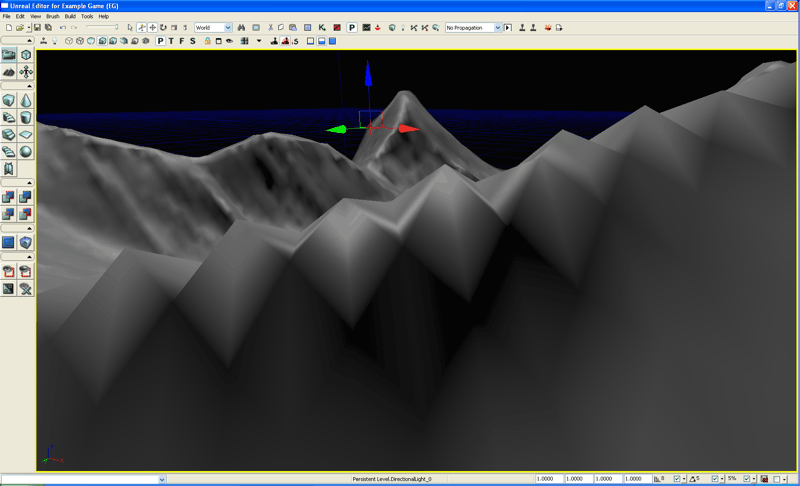 Unreal Editor for Example Game (EG)
File Edit View Brush Build Tools Help
World
No Propagation
P T F S
Persistent Level.DirectionalLight_0
1.0000 1.0000 1.0000 1.0000 8 5 5%